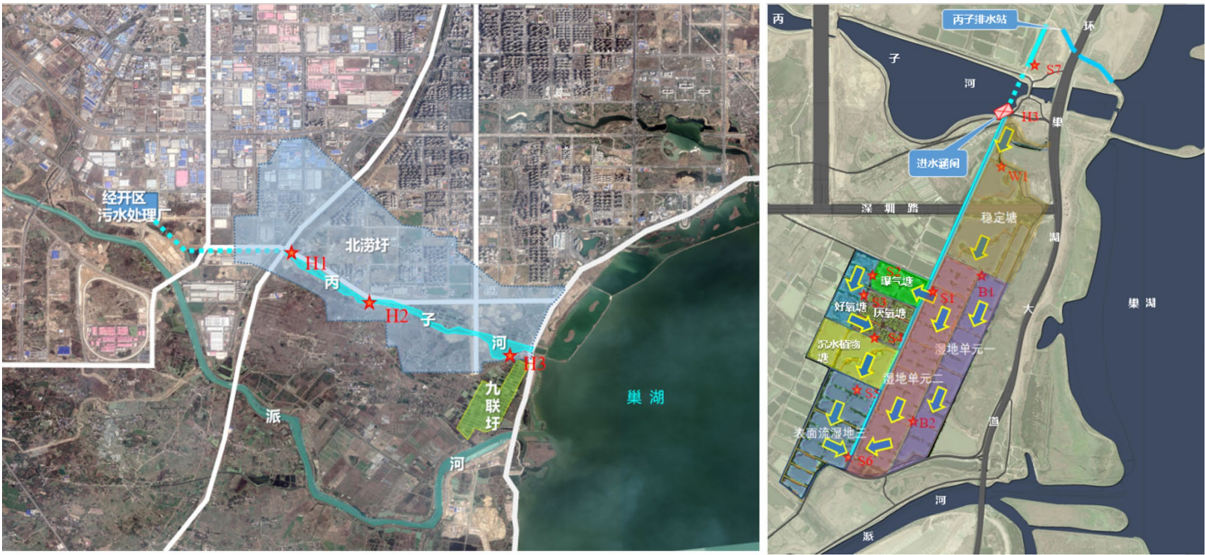 经开区
污水处理厂
北涝圩
H1
丙
H2
子
河
H3
九
联
圩
巢湖
派
河
丙子排水站
环
丙
子
河
S7
H3
巢
进水涵闸
W1
深圳路
稳定塘
湖
曝气塘
S1
B1
好氧塘
厌氧塘
大
巢湖
沉水植物
塘
湿地单元一
湿地单元二
B2
道
表面流湿地三
S6
河
派